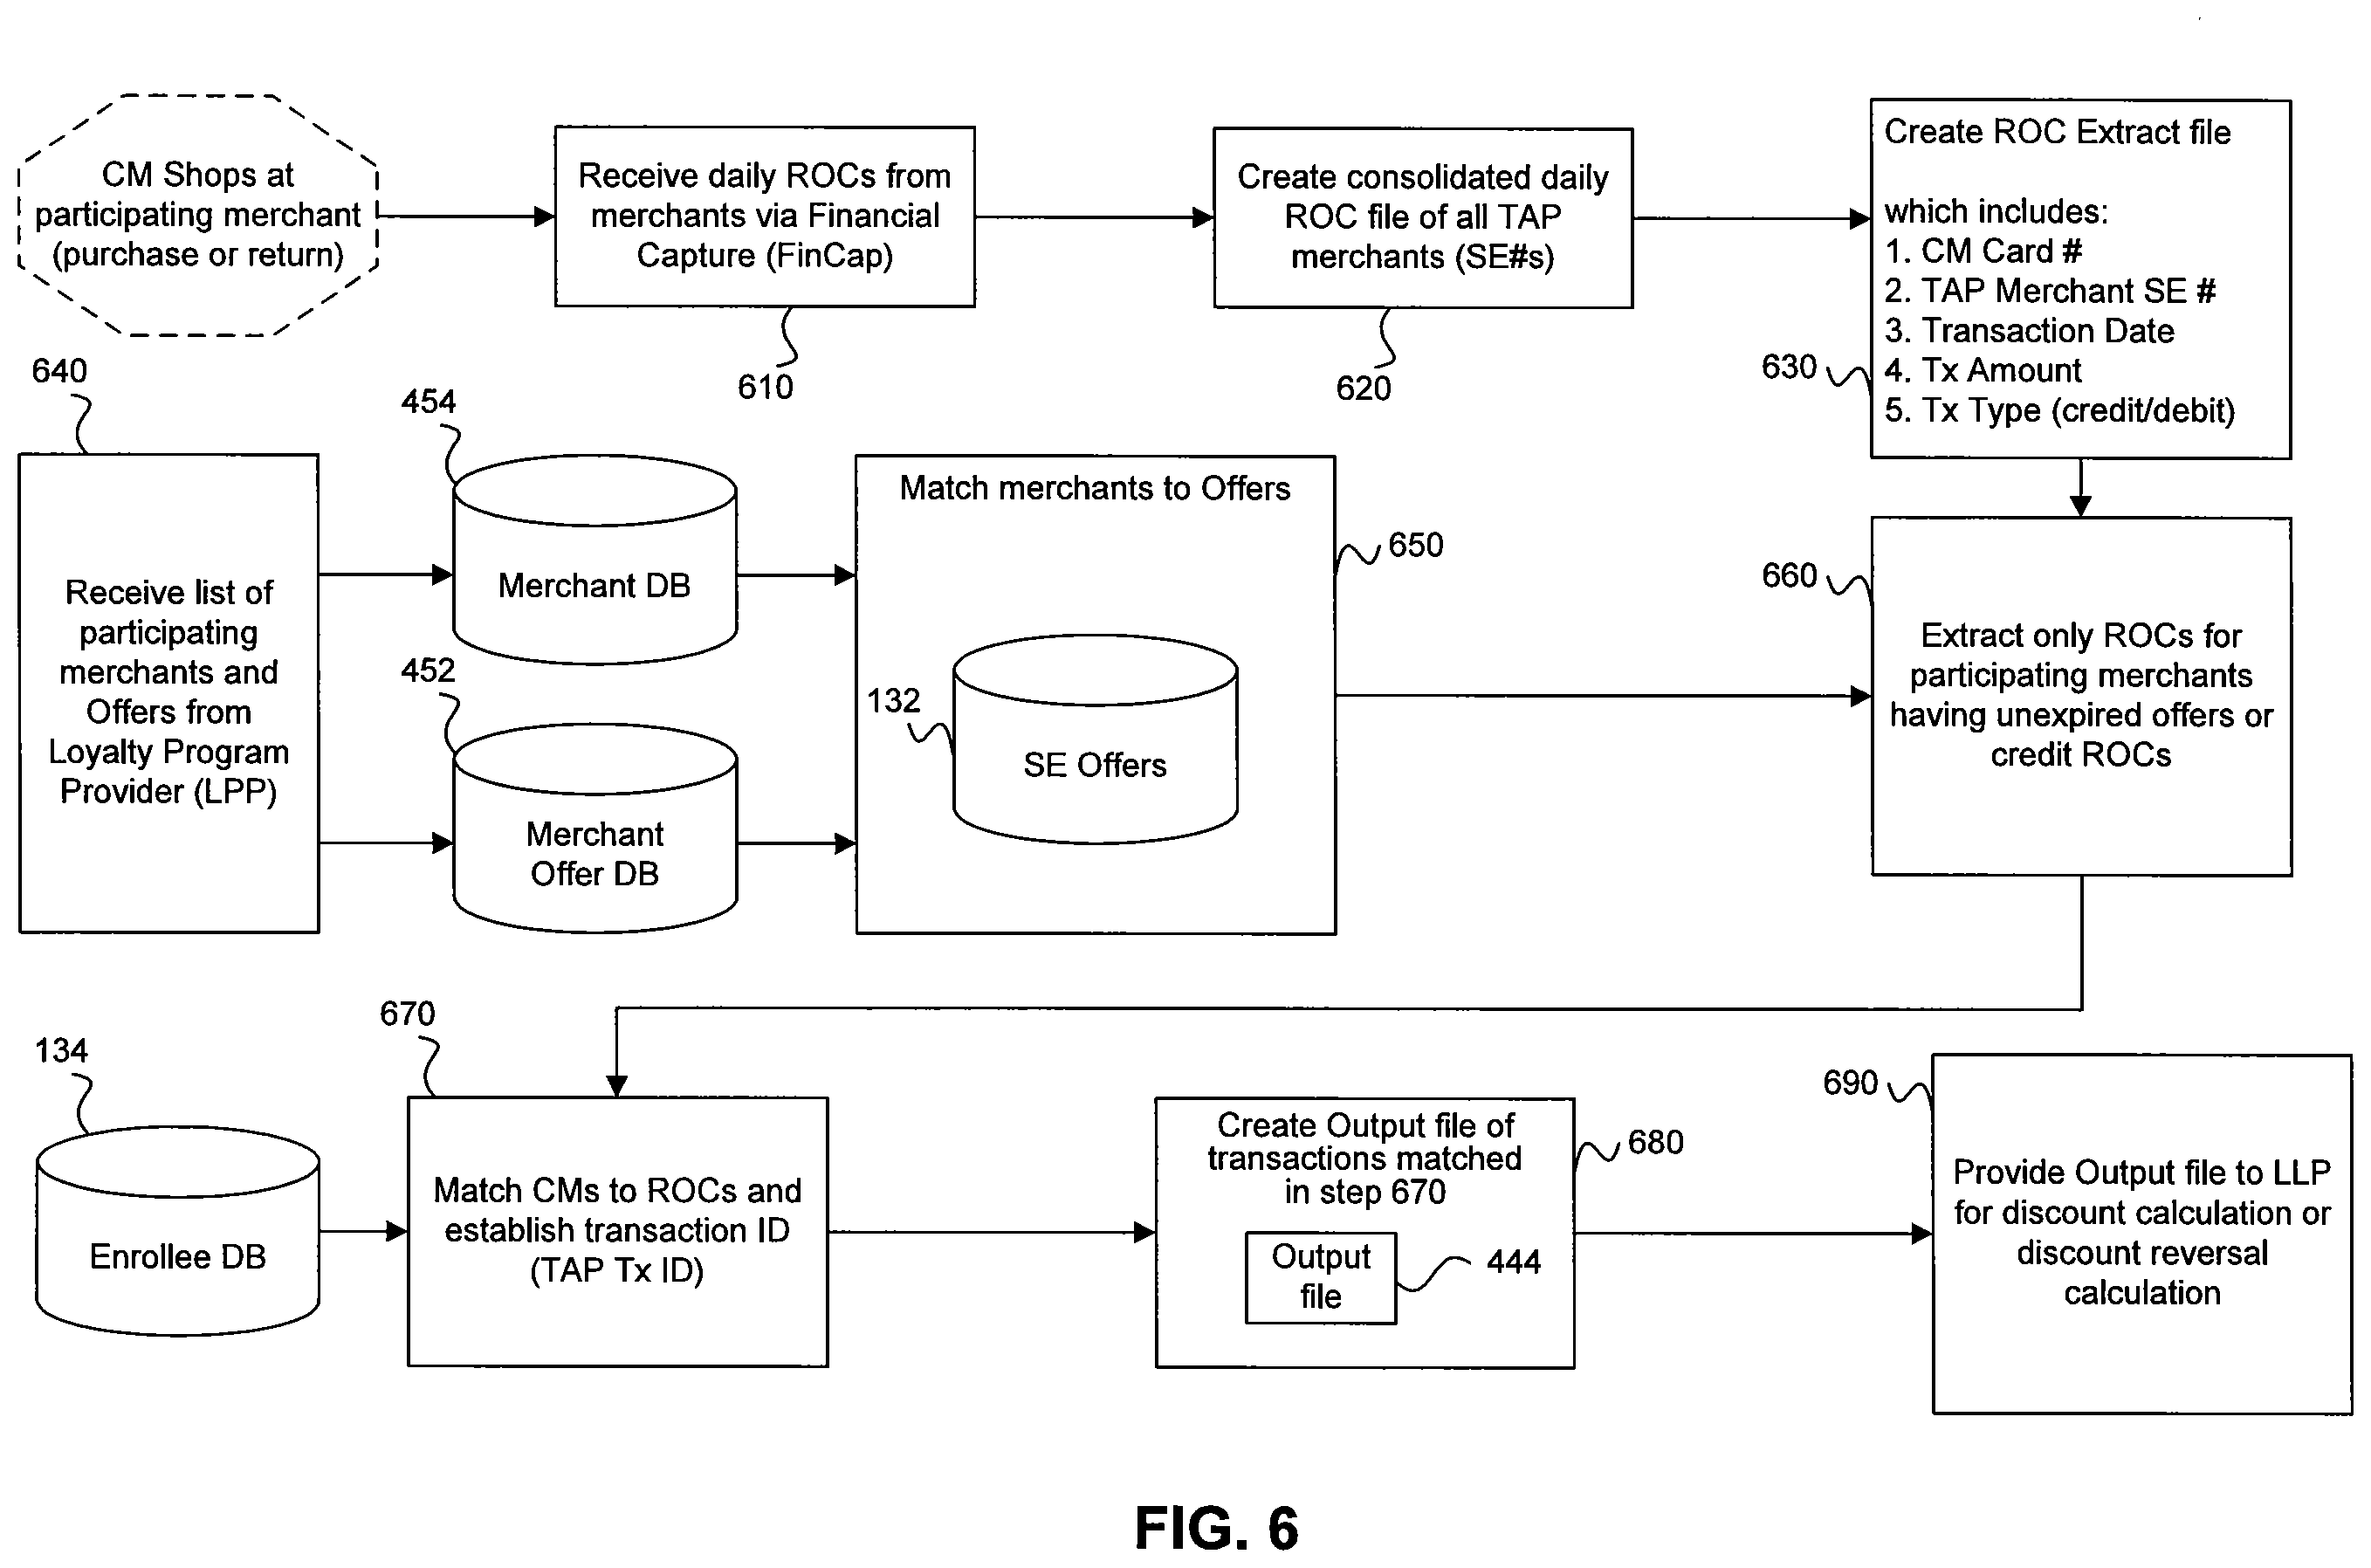 CM Shops at
participating merchant
(purchase or return)
Receive daily ROCs from
merchants via Financial
Capture (FinCap)
610
Create consolidated daily
ROC file of all TAP
merchants (SE#s)
620
Create ROC Extract file
which includes:
1. CM Card #
2. TAP Merchant SE #
3. Transaction Date
4. Tx Amount
5. Tx Type (credit/debit)
630
640
Receive list of
participating
merchants and
Offers from
Loyalty Program
Provider (LPP)
454
Merchant DB
452
Merchant
Offer DB
Match merchants to Offers
650
132
SE Offers
660
Extract only ROCs for
participating merchants
having unexpired offers or
credit ROCs
134
Enrollee DB
670
Match CMs to ROCs and
establish transaction ID
(TAP Tx ID)
Create Output file of
transactions matched
in step 670
680
Output
file
444
690
Provide Output file to LLP
for discount calculation or
discount reversal
calculation
FIG. 6